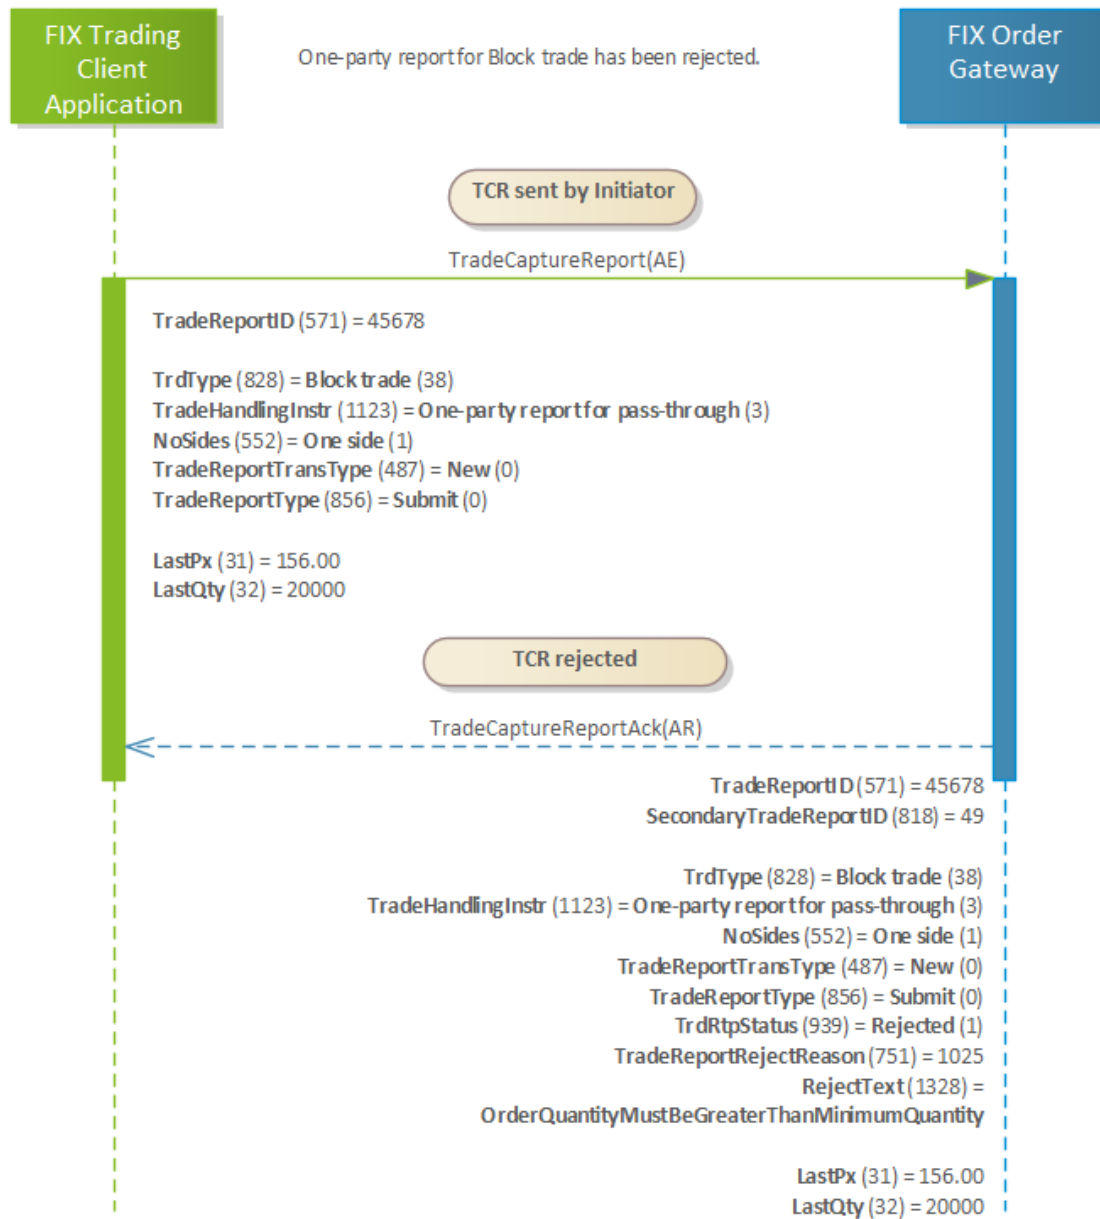 FIX Trading
Client
Application
One-party report for Block trade has been rejected.
FIX Order
Gateway
TCR sent by Initiator
TradeCaptureReport(AE)
TradeReportID (571) = 45678
TrdType (828) = Block trade (38)
TradeHandlingInstr (1123) = One-party report for pass-through (3)
NoSides (552) = One side (1)
TradeReportTransType (487) = New (0)
TradeReportType (856) = Submit (0)
LastPx (31) = 156.00
LastQty (32) = 20000
TCR rejected
TradeCaptureReportAck(AR)
TradeReportID (571) = 45678
SecondaryTradeReportID (818) = 49
TrdType (828) = Block trade (38)
TradeHandlingInstr (1123) = One-party report for pass-through (3)
NoSides (552) = One side (1)
TradeReportTransType (487) = New (0)
TradeReportType (856) = Submit (0)
TrdRtpStatus (939) = Rejected (1)
TradeReportRejectReason (751) = 1025
RejectText (1328) =
OrderQuantityMustBeGreaterThanMinimumQuantity
LastPx (31) = 156.00
LastQty (32) = 20000